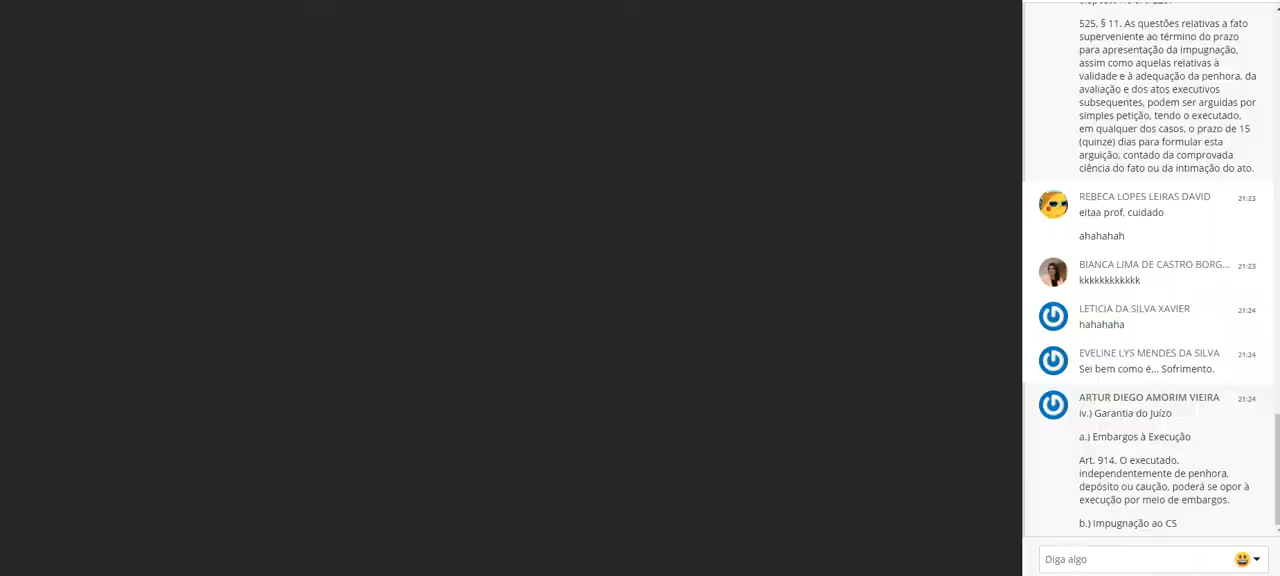 525, § 11. As questões relativas a fato
superveniente ao término do prazo
para apresentação da impugnação,
assim como aquelas relativas à
validade e à adequação da penhora, da
avaliação e dos atos executivos
subsequentes, podem ser arguidas por
simples petição, tendo o executado,
em qualquer dos casos, o prazo de 15
(quinze) dias para formular esta
arguição, contado da comprovada
ciência do fato ou da intimação do ato.
REBECA LOPES LEIRAS DAVID 21:23
eitaa prof. cuidado
ahahahah
BIANCA LIMA DE CASTRO BORG... 21:23
kkkkkkkkkkkk
LETICIA DA SILVA XAVIER 21:24
hahahaha
EVELINE LYS MENDES DA SILVA 21:24
Sei bem como é... Sofrimento.
ARTUR DIEGO AMORIM VIEIRA 21:24
iv.) Garantia do Juízo
a.) Embargos à Execução
Art. 914. O executado,
independentemente de penhora,
depósito ou caução, poderá se opor à
execução por meio de embargos.
b.) Impugnação ao CS
Diga algo